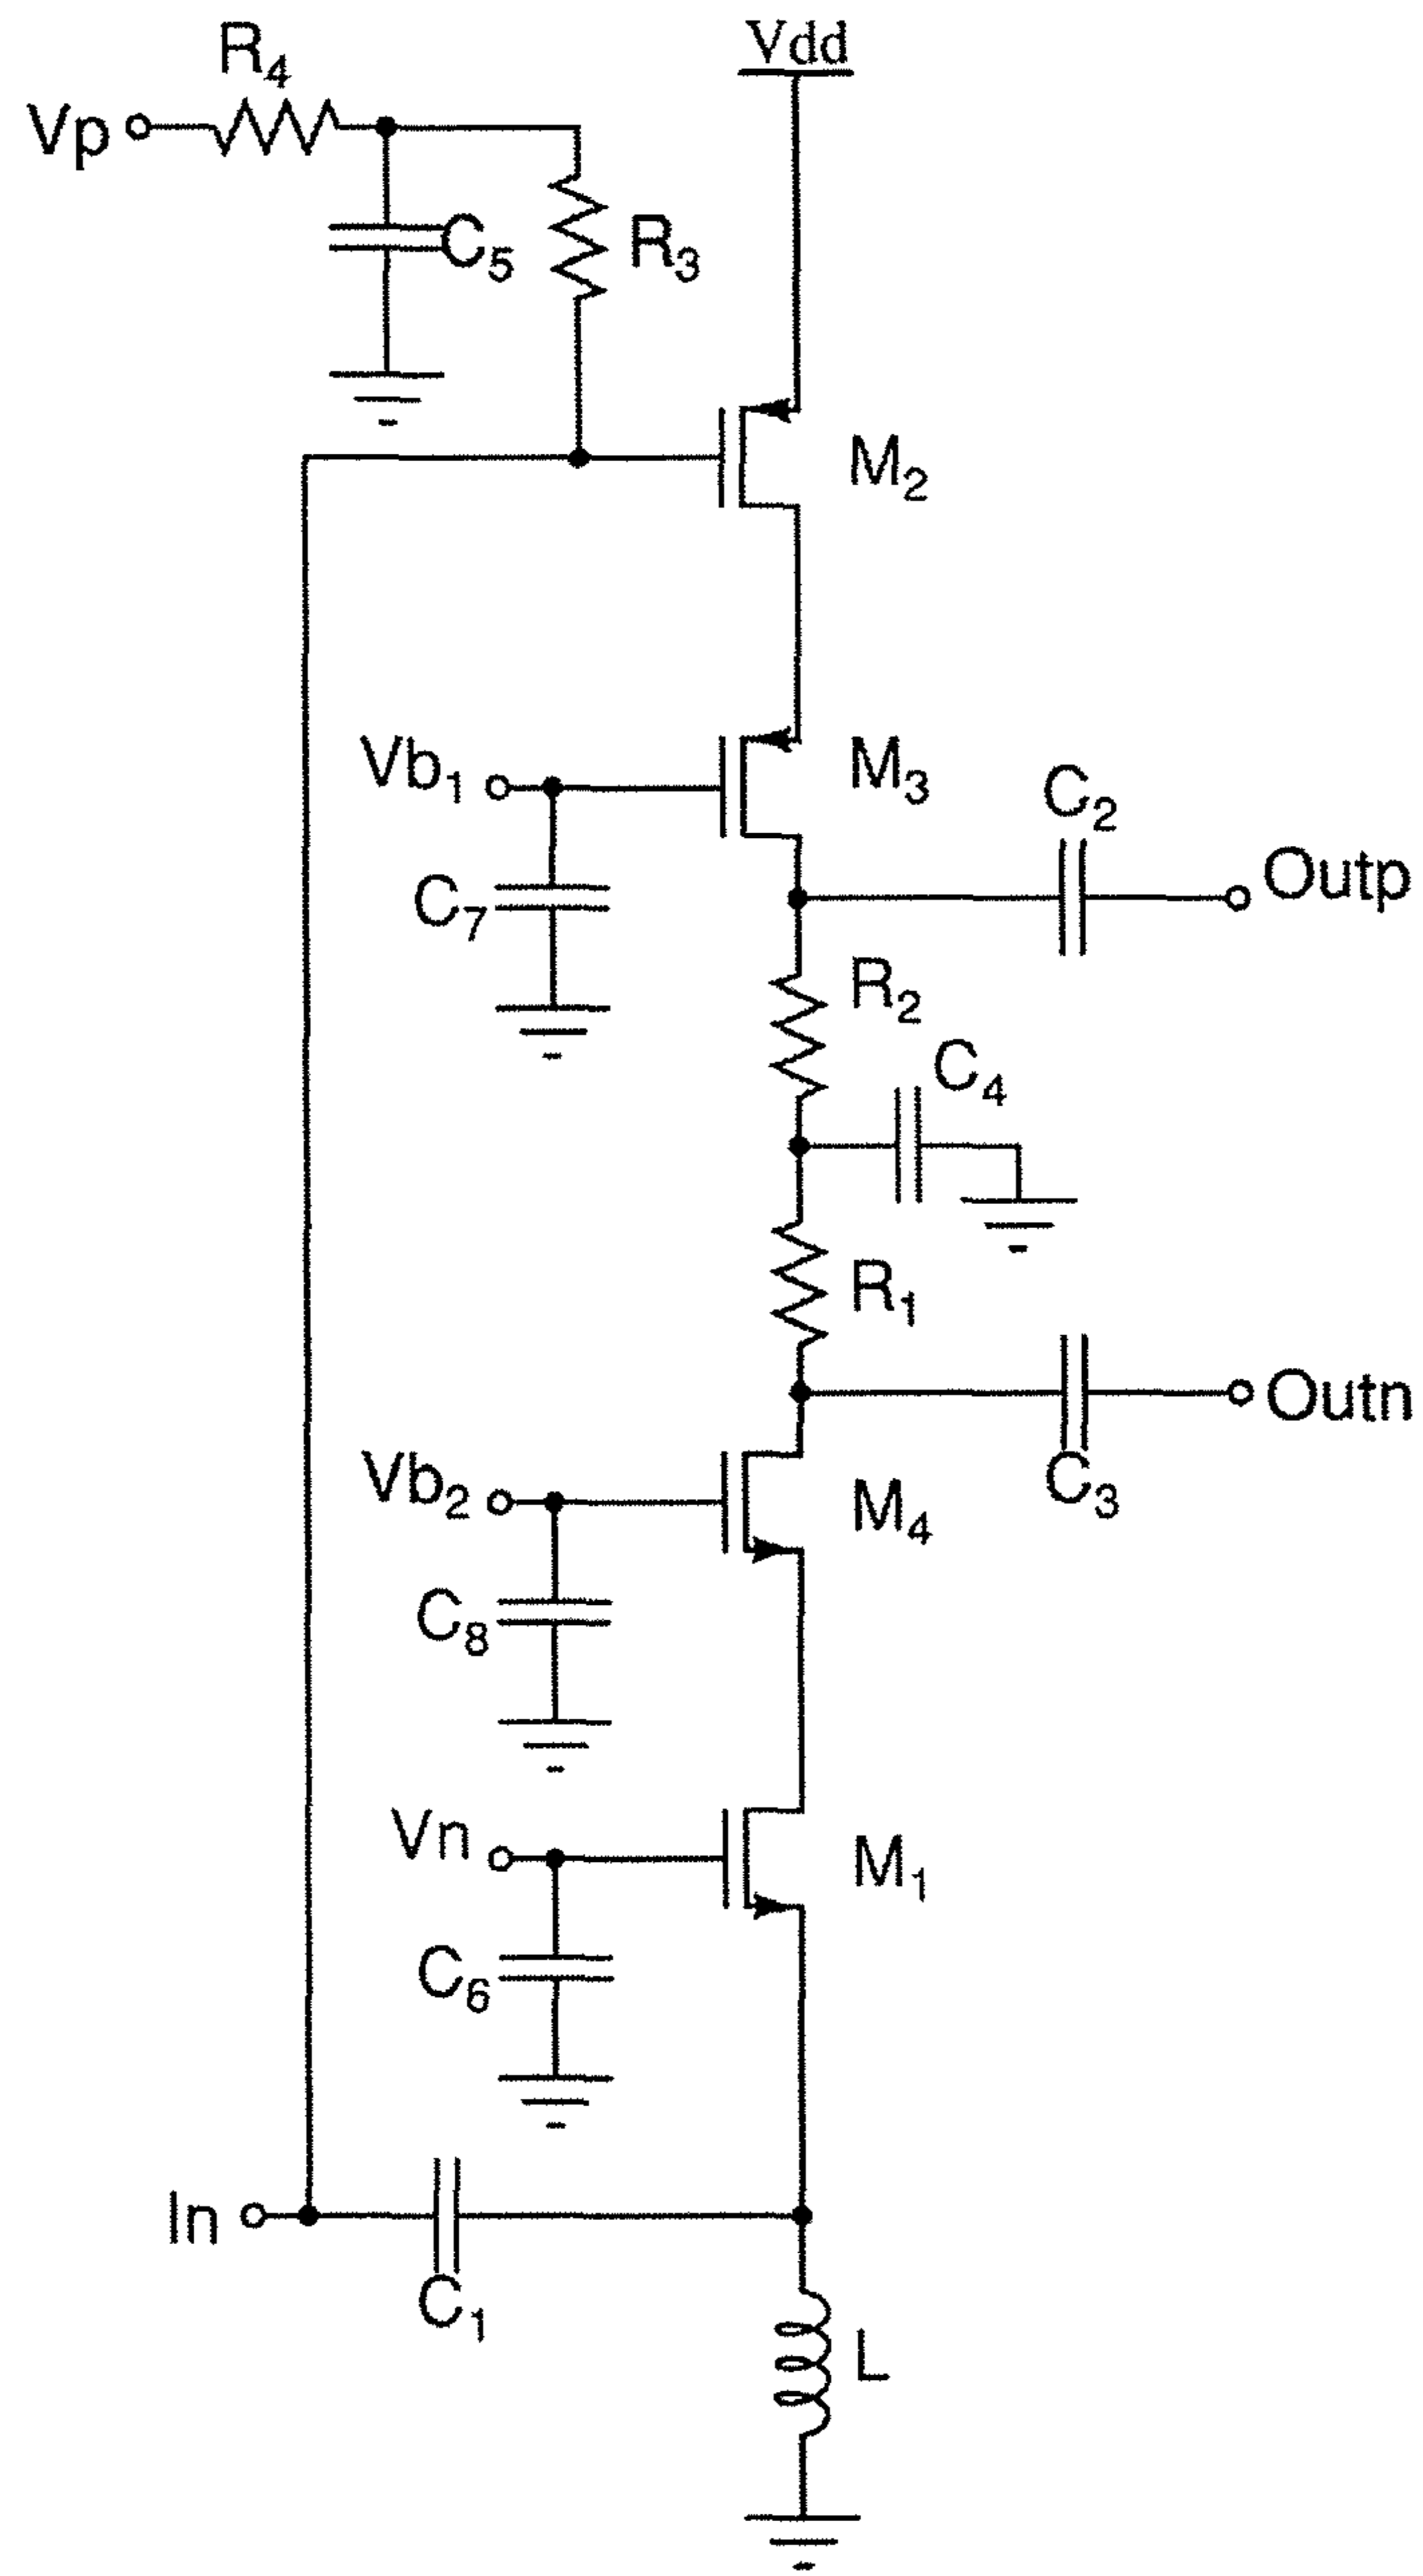 R4
Vdd
Vp
C5
R3
M2
Vb1
M3
C2
Outp
C7
R2
C4
R1
Outn
Vb2
M4
C3
C8
Vn
M1
C6
In
C1
L